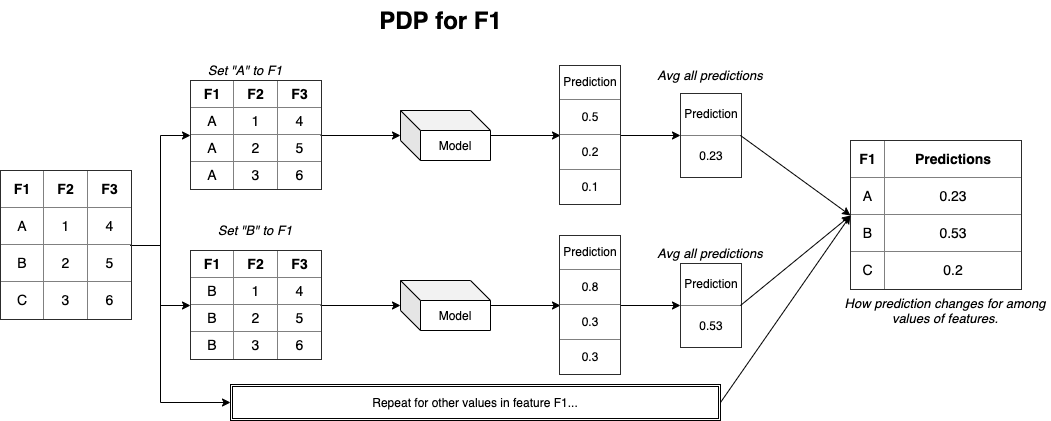 PDP for F1
Set "A" to F1
F1 F2 F3
A 1 4
A 2 5
A 3 6
Model
Prediction
0.5
0.2
0.1
Avg all predictions
Prediction
0.23
F1 F2 F3
A 1 4
B 2 5
C 3 6
Set "B" to F1
F1 F2 F3
B 1 4
B 2 5
B 3 6
Model
Prediction
0.8
0.3
0.3
Avg all predictions
Prediction
0.53
Repeat for other values in feature F1...
F1 Predictions
A 0.23
B 0.53
C 0.2
How prediction changes for among
values of features.